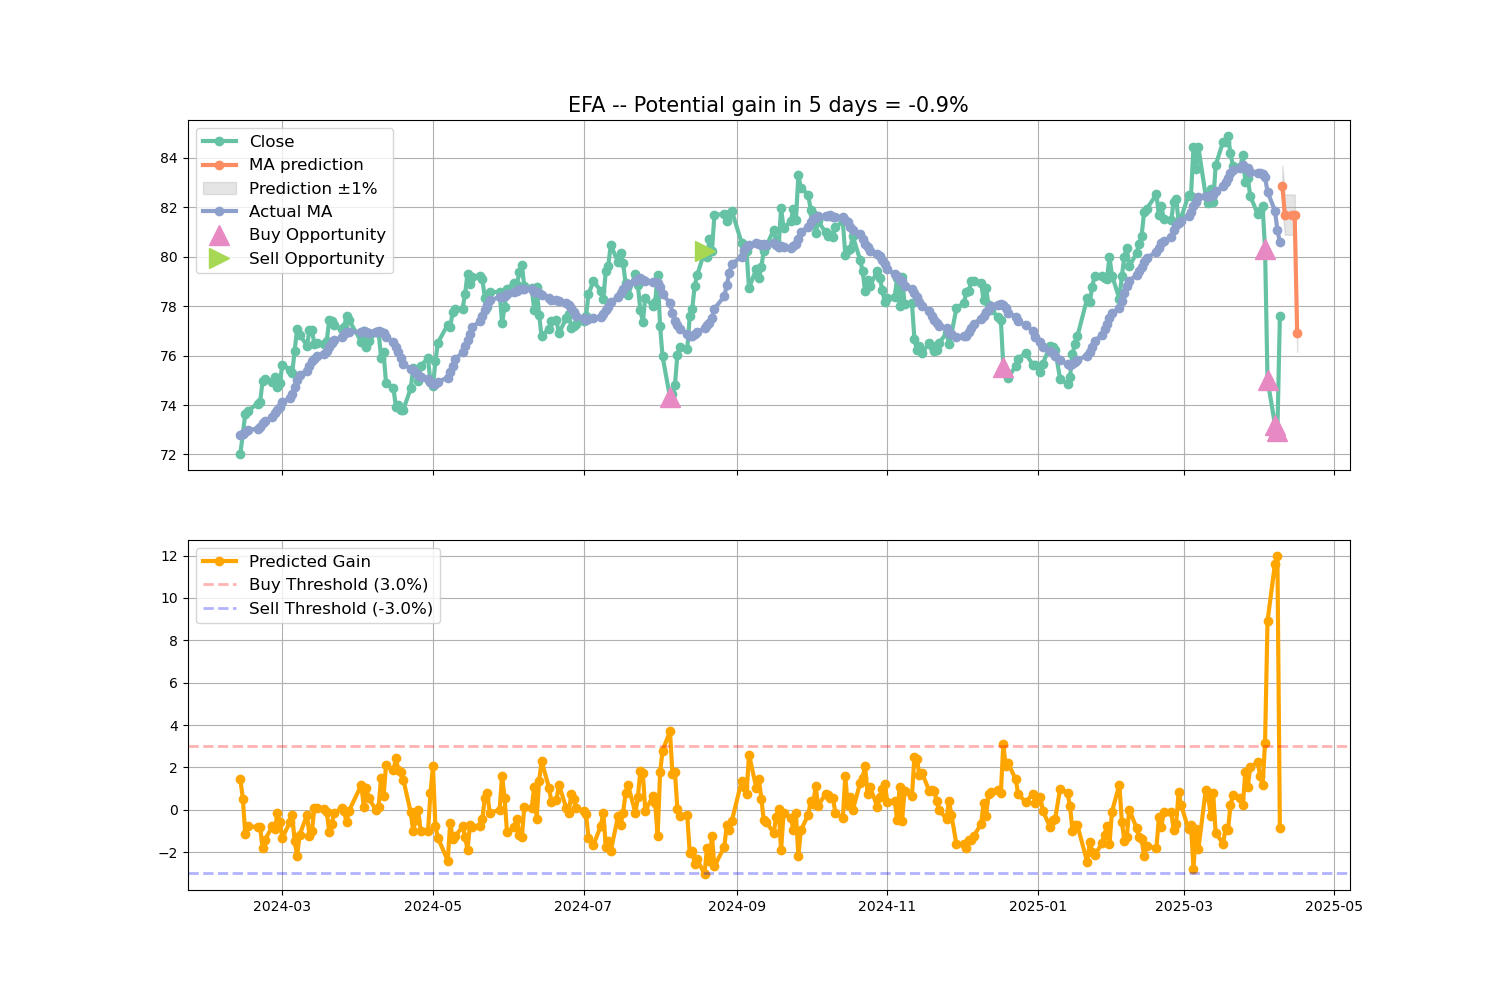 EFA -- Potential gain in 5 days = -0.9%
Close
MA prediction
Prediction ±1%
Actual MA
Buy Opportunity
Sell Opportunity
84
82
80
78
76
74
72
Predicted Gain
Buy Threshold (3.0%)
Sell Threshold (-3.0%)
12
10
8
6
4
2
0
−2
2024-03 2024-05 2024-07 2024-09 2024-11 2025-01 2025-03 2025-05